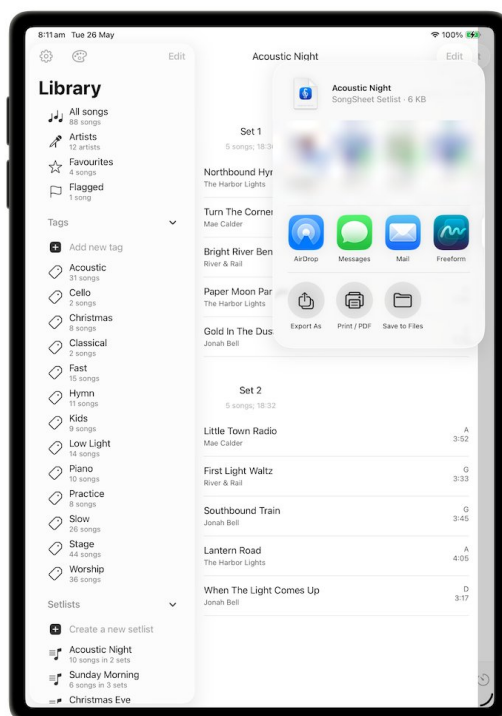 8:11 am Tue 26 May
100%
Edit
Acoustic Night
Edit
Library
All songs
88 songs
Artists
12 artists
Favourites
4 songs
Flagged
1 song
Tags
Add new tag
Acoustic
31 songs
Cello
2 songs
Christmas
8 songs
Classical
2 songs
Fast
15 songs
Hymn
11 songs
Kids
9 songs
Low Light
14 songs
Piano
10 songs
Practice
8 songs
Slow
26 songs
Stage
44 songs
Worship
36 songs
Setlists
Create a new setlist
Acoustic Night
10 songs in 2 sets
Sunday Morning
6 songs in 3 sets
Christmas Eve
Set 1
5 songs; 18:3
Northbound Hyr
The Harbor Lights
Turn The Corner
Mae Calder
Bright River Ben
River & Rail
Paper Moon Par
The Harbor Lights
Gold In The Dus
Jonah Bell
Set 2
5 songs; 18:32
Little Town Radio
Mae Calder
A
3:52
First Light Waltz
River & Rail
G
3:33
Southbound Train
Jonah Bell
G
3:45
Lantern Road
The Harbor Lights
A
4:05
When The Light Comes Up
Jonah Bell
D
3:17
Acoustic Night
SongSheet Setlist · 6 KB
AirDrop
Messages
Mail
Freeform
Export As
Print / PDF
Save to Files